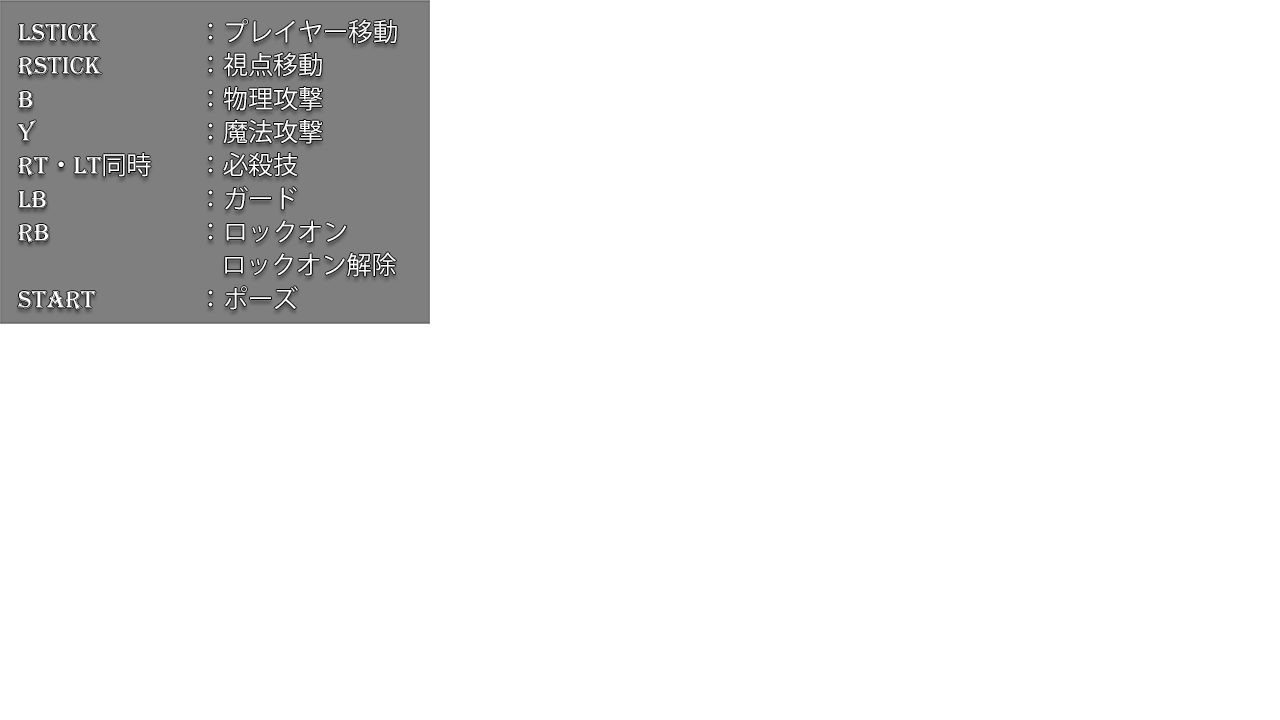 LSTICK ：プレイヤー移動
RSTICK ：視点移動
B ：物理攻撃
Y ：魔法攻撃
RT・LT同時 ：必殺技
LB ：ガード
RB ：ロックオン
ロックオン解除
START ：ポーズ